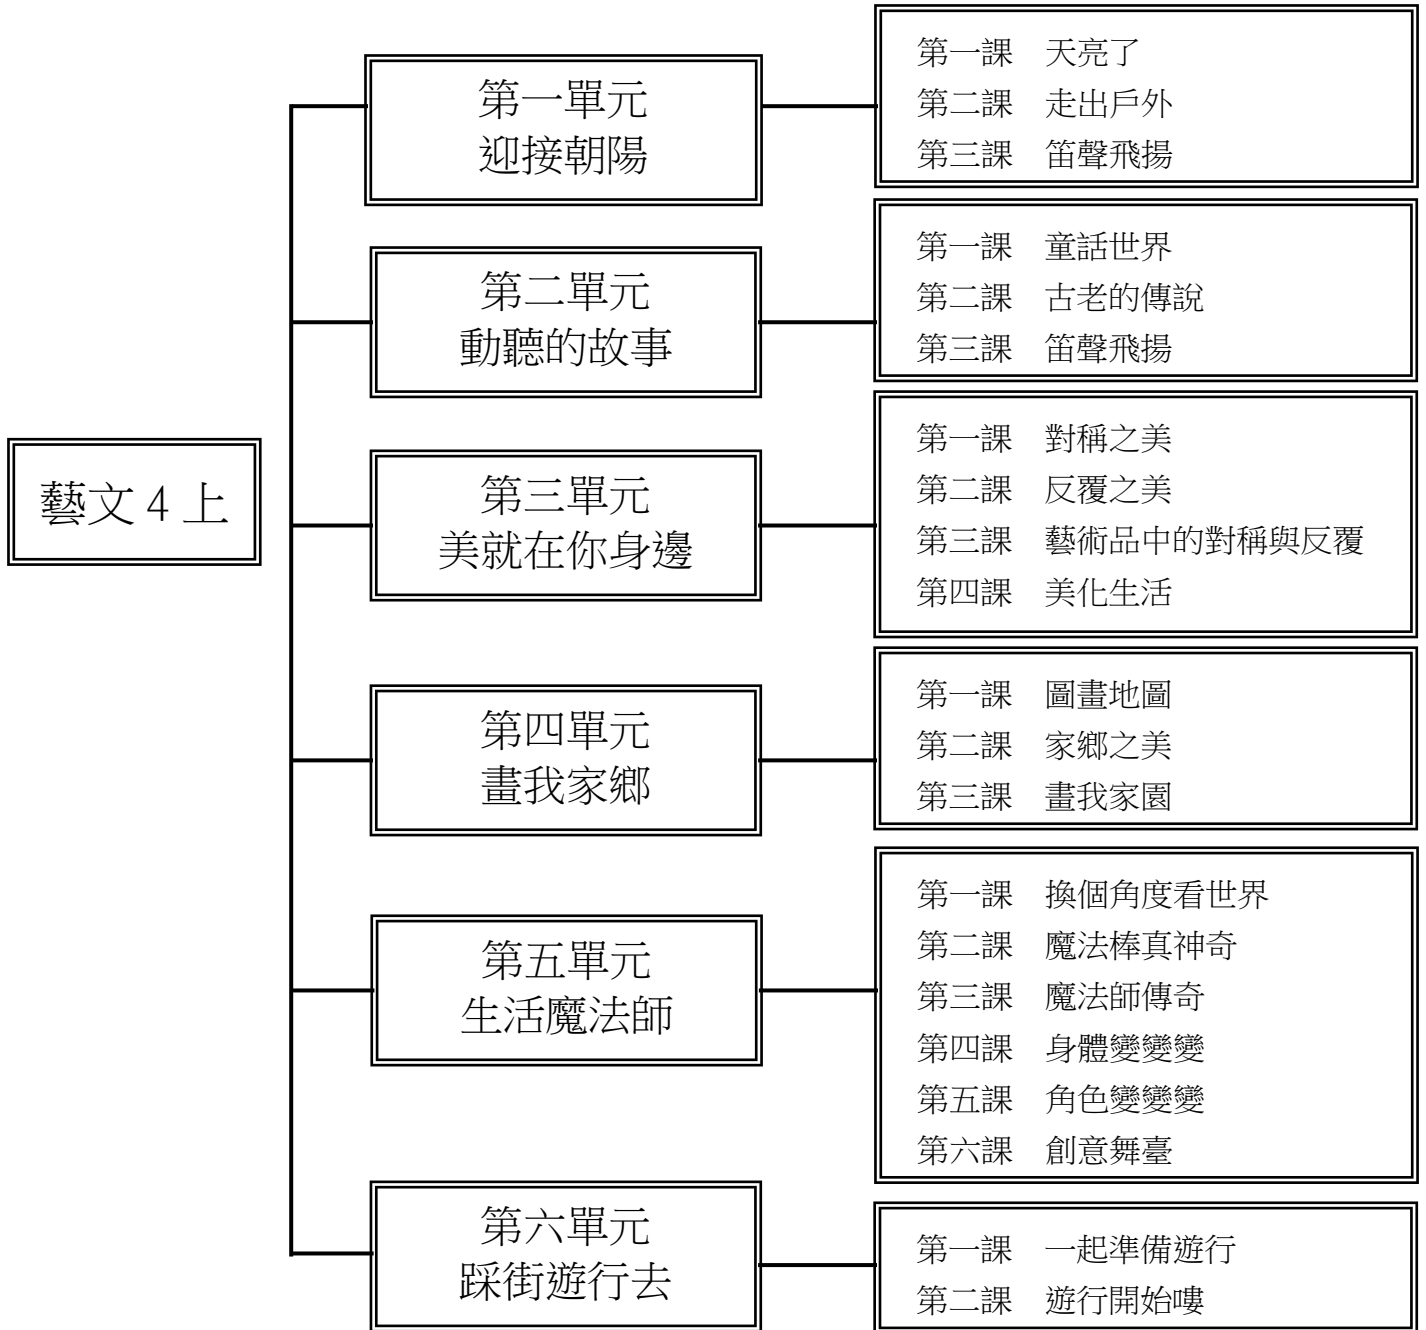 藝文 4 上
第一單元
迎接朝陽
第一課　天亮了
第二課　走出戶外
第三課　笛聲飛揚
第二單元
動聽的故事
第一課　童話世界
第二課　古老的傳說
第三課　笛聲飛揚
第三單元
美就在你身邊
第一課　對稱之美
第二課　反覆之美
第三課　藝術品中的對稱與反覆
第四課　美化生活
第四單元
畫我家鄉
第一課　圖畫地圖
第二課　家鄉之美
第三課　畫我家園
第五單元
生活魔法師
第一課　換個角度看世界
第二課　魔法棒真神奇
第三課　魔法師傳奇
第四課　身體變變變
第五課　角色變變變
第六課　創意舞臺
第六單元
踩街遊行去
第一課　一起準備遊行
第二課　遊行開始嘍